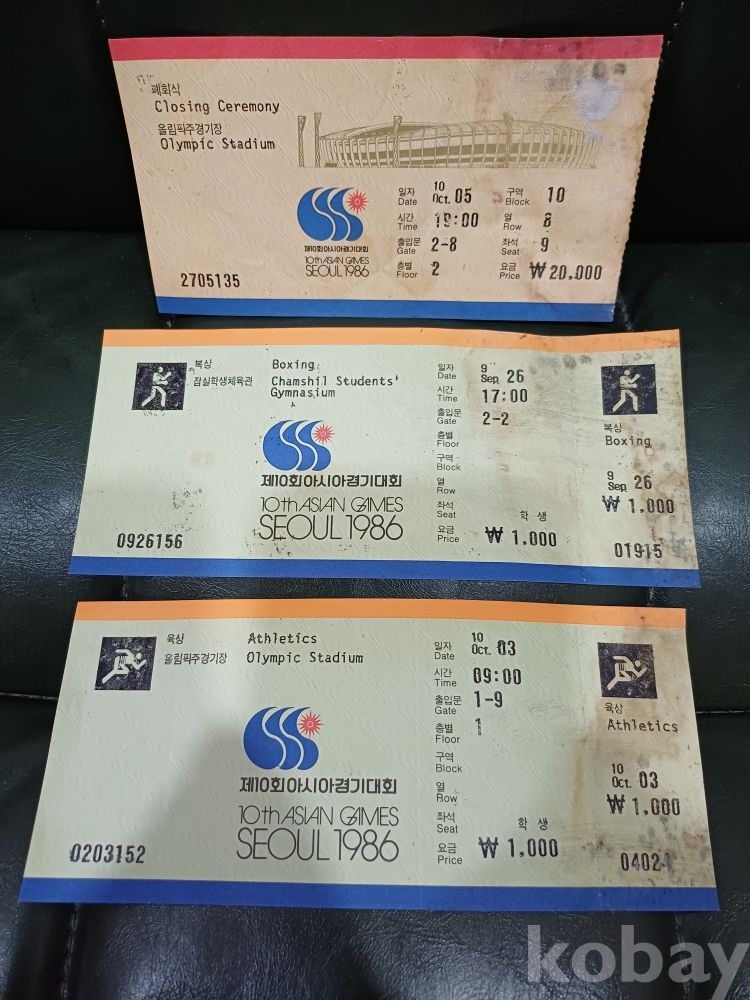 폐회식
Closing Ceremony
올림픽주경기장
Olympic Stadium
제10회아시아경기대회
10th ASIAN GAMES
SEOUL 1986
2705135
일자 Date 10 Oct. 05 구역 Block 10
시간 Time 19:00 열 Row 8
출입문 Gate 2-8 좌석 Seat 9
층별 Floor 2 요금 Price ₩ 20,000
복싱 Boxing
잠실학생체육관 Chamshil Students' Gymnasium
제10회아시아경기대회
10th ASIAN GAMES
SEOUL 1986
0926156
일자 Date 9 Sep 26
시간 Time 17:00
출입문 Gate 2-2
층별 Floor
구역 Block
열 Row
좌석 Seat 학 생
요금 Price ₩ 1,000
복싱
Boxing
9
Sep 26
₩ 1,000
01915
육상 Athletics
올림픽주경기장 Olympic Stadium
제10회아시아경기대회
10th ASIAN GAMES
SEOUL 1986
0203152
일자 Date 10 Oct. 03
시간 Time 09:00
출입문 Gate 1-9
층별 Floor 1
구역 Block
열 Row
좌석 Seat 학 생
요금 Price ₩ 1,000
육상
Athletics
10
Oct. 03
₩ 1,000
kobay